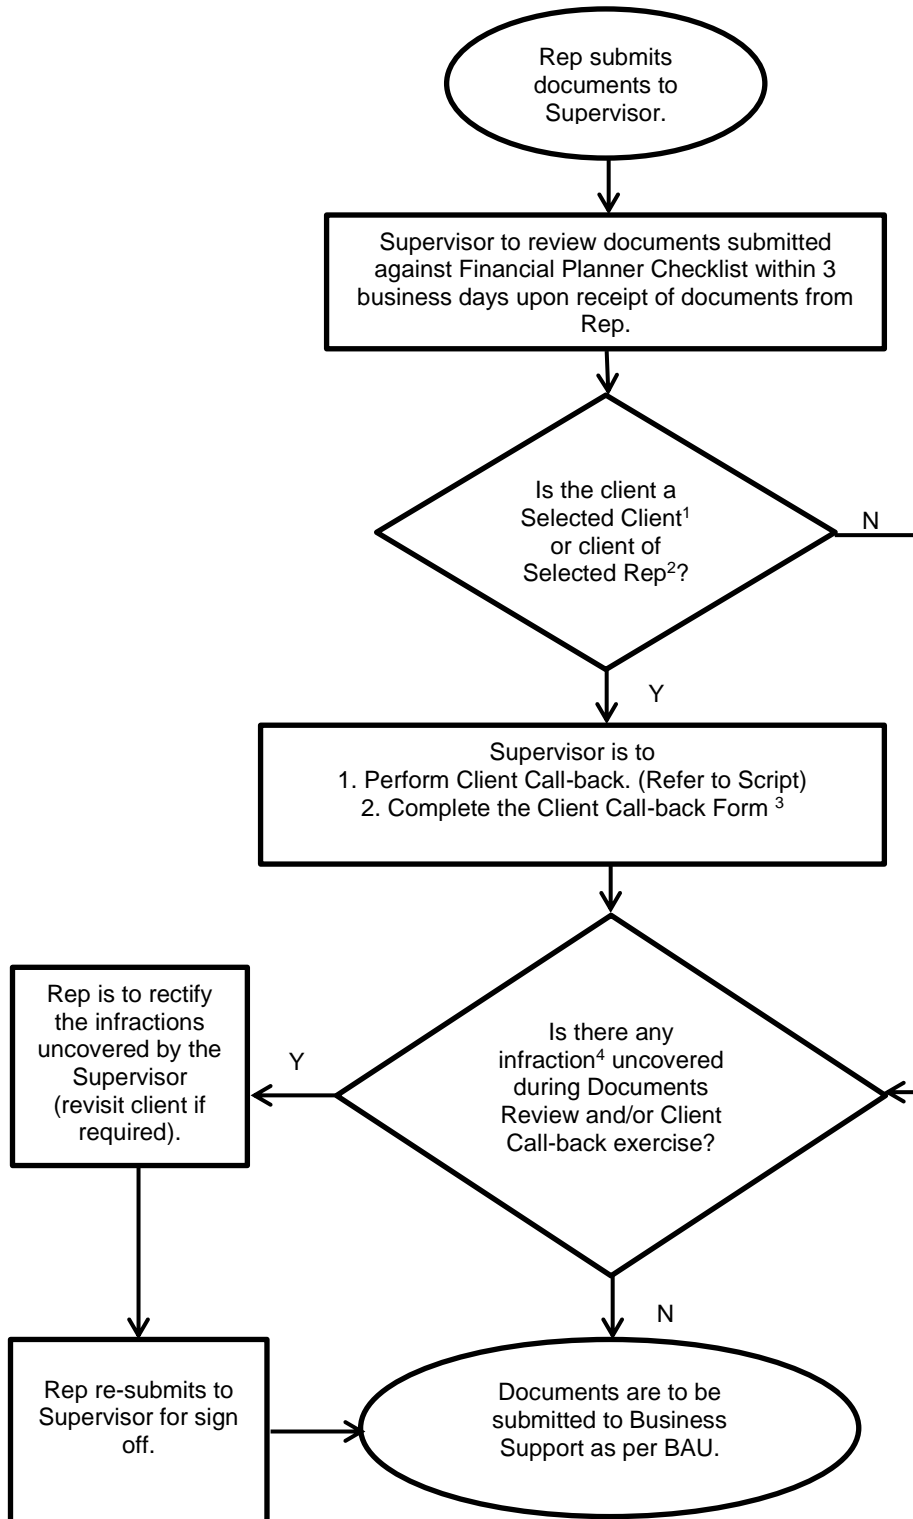 Rep submits
documents to
Supervisor.
Supervisor to review documents submitted
against Financial Planner Checklist within 3
business days upon receipt of documents from
Rep.
Is the client a
Selected Client¹
or client of
Selected Rep²?
N
Y
Supervisor is to
1. Perform Client Call-back. (Refer to Script)
2. Complete the Client Call-back Form ³
Rep is to rectify
the infractions
uncovered by the
Supervisor
(revisit client if
required).
Y
Is there any
infraction⁴ uncovered
during Documents
Review and/or Client
Call-back exercise?
N
Rep re-submits to
Supervisor for sign
off.
Documents are to be
submitted to Business
Support as per BAU.